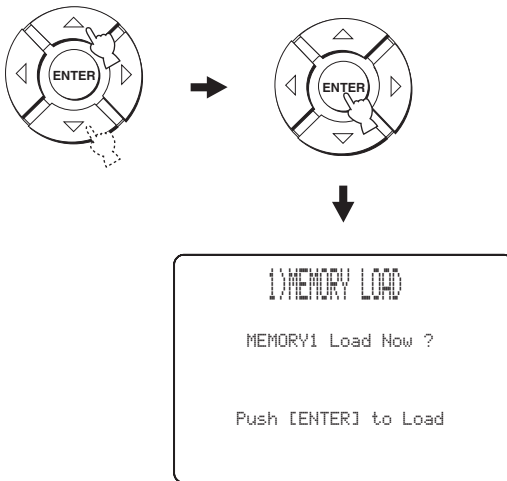 ENTER
ENTER
1)MEMORY LOAD
MEMORY1 Load Now ?
Push [ENTER] to Load